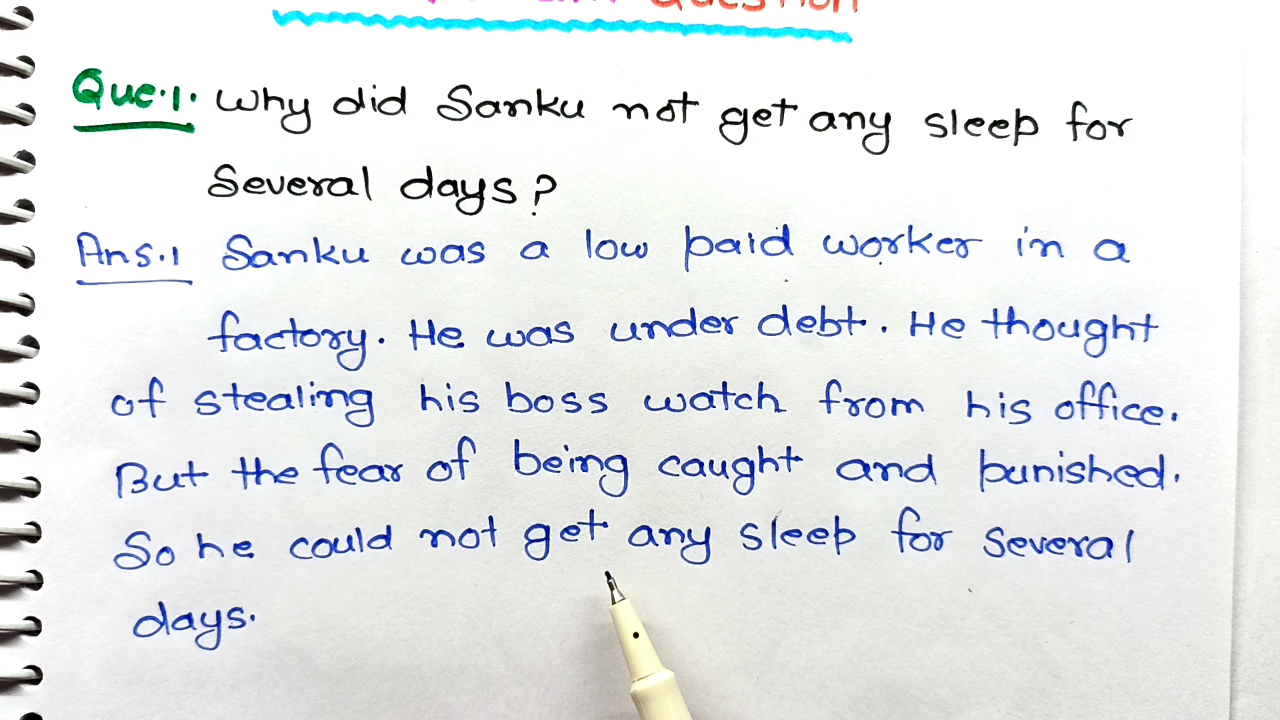 Question
Que.1. Why did Sanku not get any sleep for
Several days?
Ans.1 Sanku was a low paid worker in a
factory. He was under debt. He thought
of stealing his boss watch from his office.
But the fear of being caught and punished.
So he could not get any sleep for several
days.